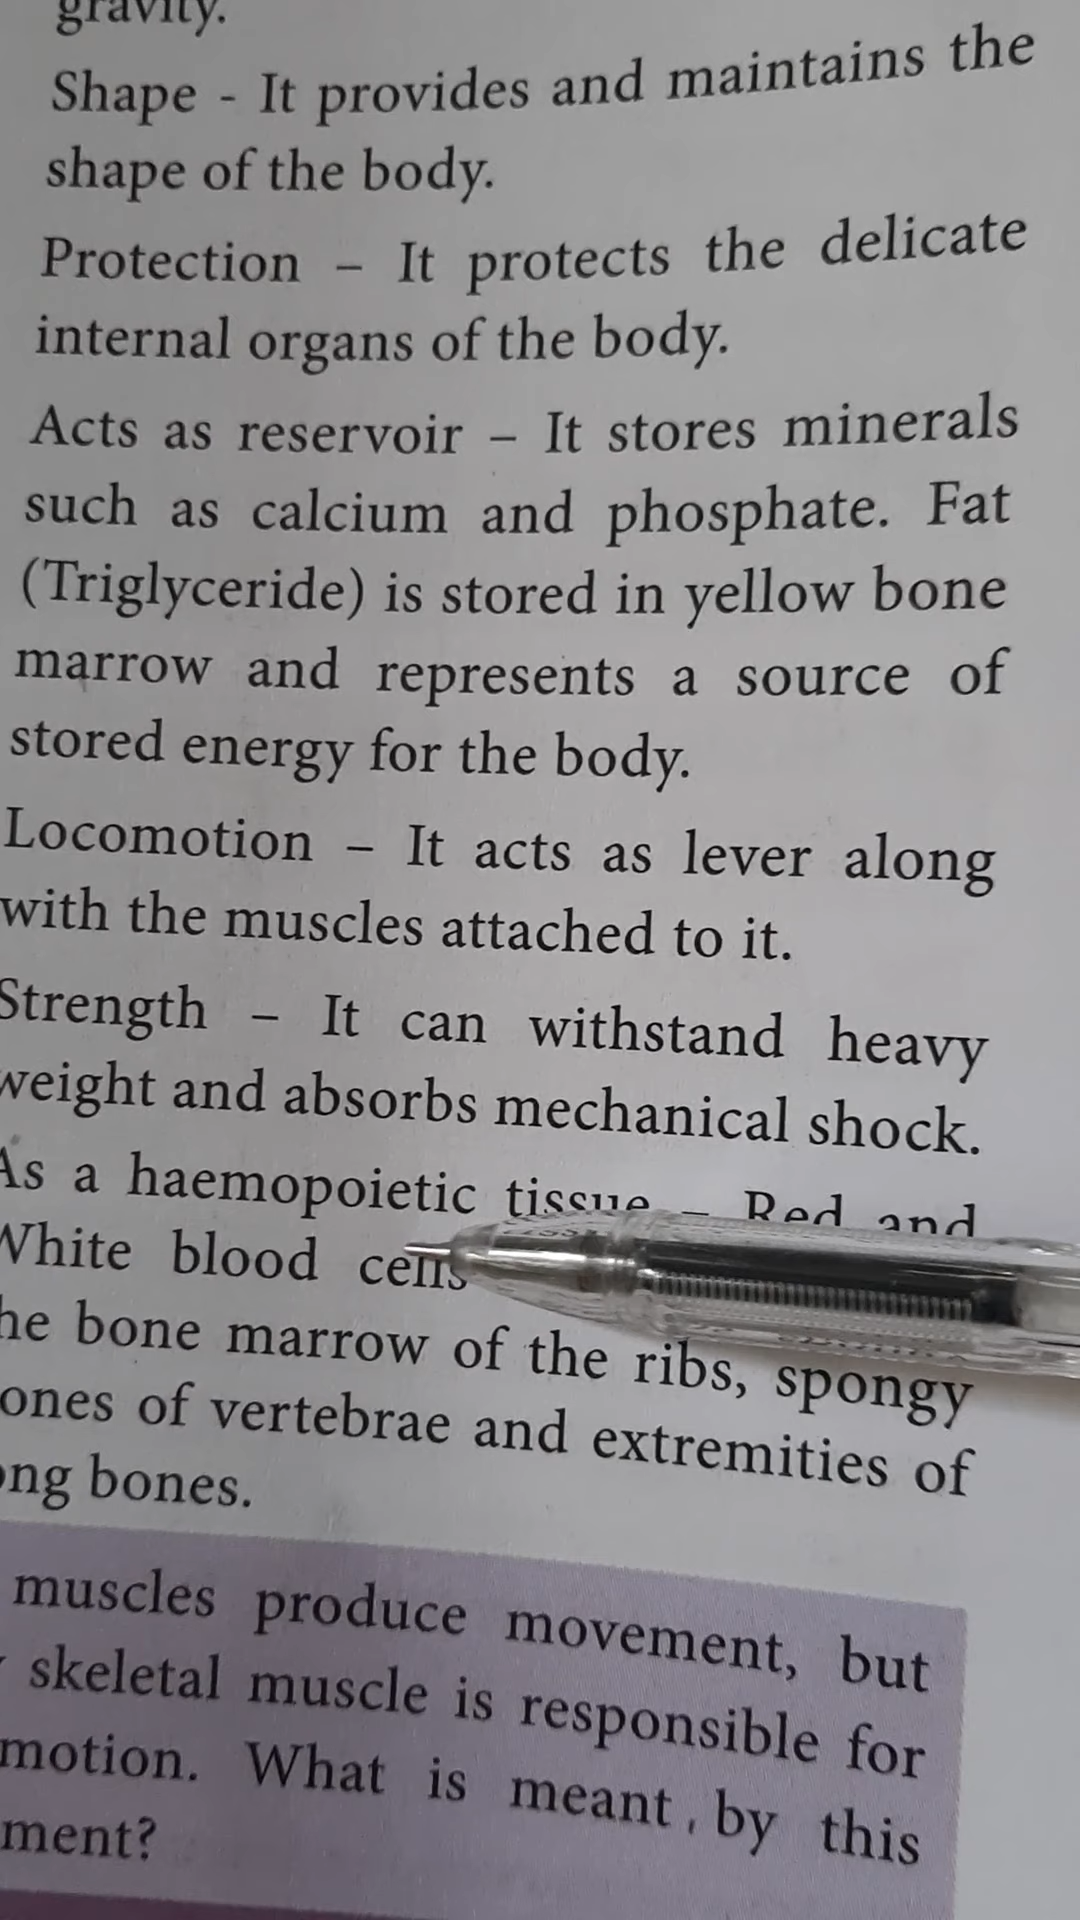 gravity.
Shape - It provides and maintains the
shape of the body.
Protection – It protects the delicate
internal organs of the body.
Acts as reservoir – It stores minerals
such as calcium and phosphate. Fat
(Triglyceride) is stored in yellow bone
marrow and represents a source of
stored energy for the body.
Locomotion – It acts as lever along
with the muscles attached to it.
Strength – It can withstand heavy
weight and absorbs mechanical shock.
As a haemopoietic tissue – Red and
White blood cells
he bone marrow of the ribs, spongy
ones of vertebrae and extremities of
ong bones.
muscles produce movement, but
skeletal muscle is responsible for
motion. What is meant by this
ment?